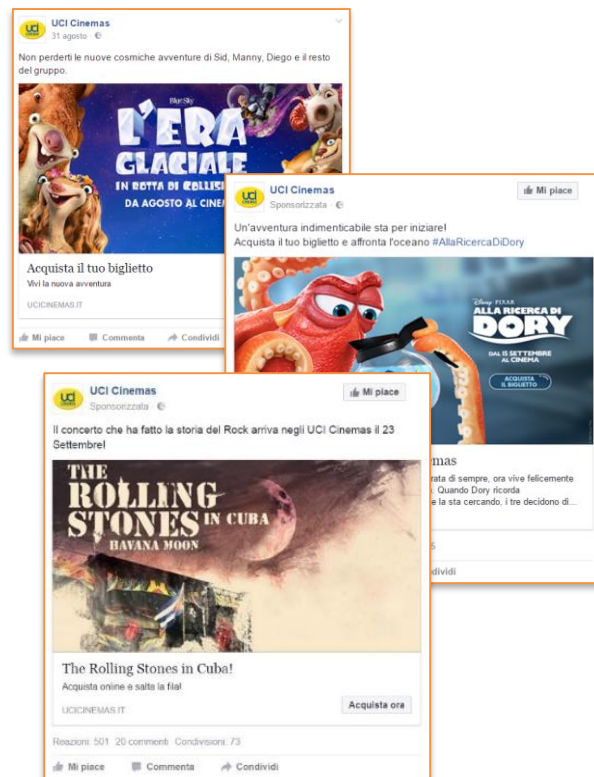 UCI Cinemas
31 agosto
Non perderti le nuove cosmiche avventure di Sid, Manny, Diego e il resto
del gruppo.
BlueSky
L'ERA
GLACIALE
IN ROTTA DI COLLISI
DA AGOSTO AL CINE
Acquista il tuo biglietto
Vivi la nuova avventura
UCICINEMAS.IT
Mi piace Commenta Condividi
uci
UCI Cinemas
Sponsorizzata
Mi piace
Un'avventura indimenticabile sta per iniziare!
Acquista il tuo biglietto e affronta l'oceano #AllaRicercaDiDory
Disney PIXAR
ALLA RICERCA DI
DORY
DAL 15 SETTEMBRE
AL CINEMA
ACQUISTA
IL BIGLIETTO
mas
rata di sempre, ora vive felicemente
. Quando Dory ricorda
e la sta cercando, i tre decidono di...
dividi
UCI Cinemas
Sponsorizzata
Mi piace
Il concerto che ha fatto la storia del Rock arriva negli UCI Cinemas il 23
Settembre!
THE
ROLLING
STONES IN CUBA
HAVANA MOON
The Rolling Stones in Cuba!
Acquista online e salta la fila!
UCICINEMAS.IT
Acquista ora
Reazioni: 501 20 commenti Condivisioni: 73
Mi piace Commenta Condividi